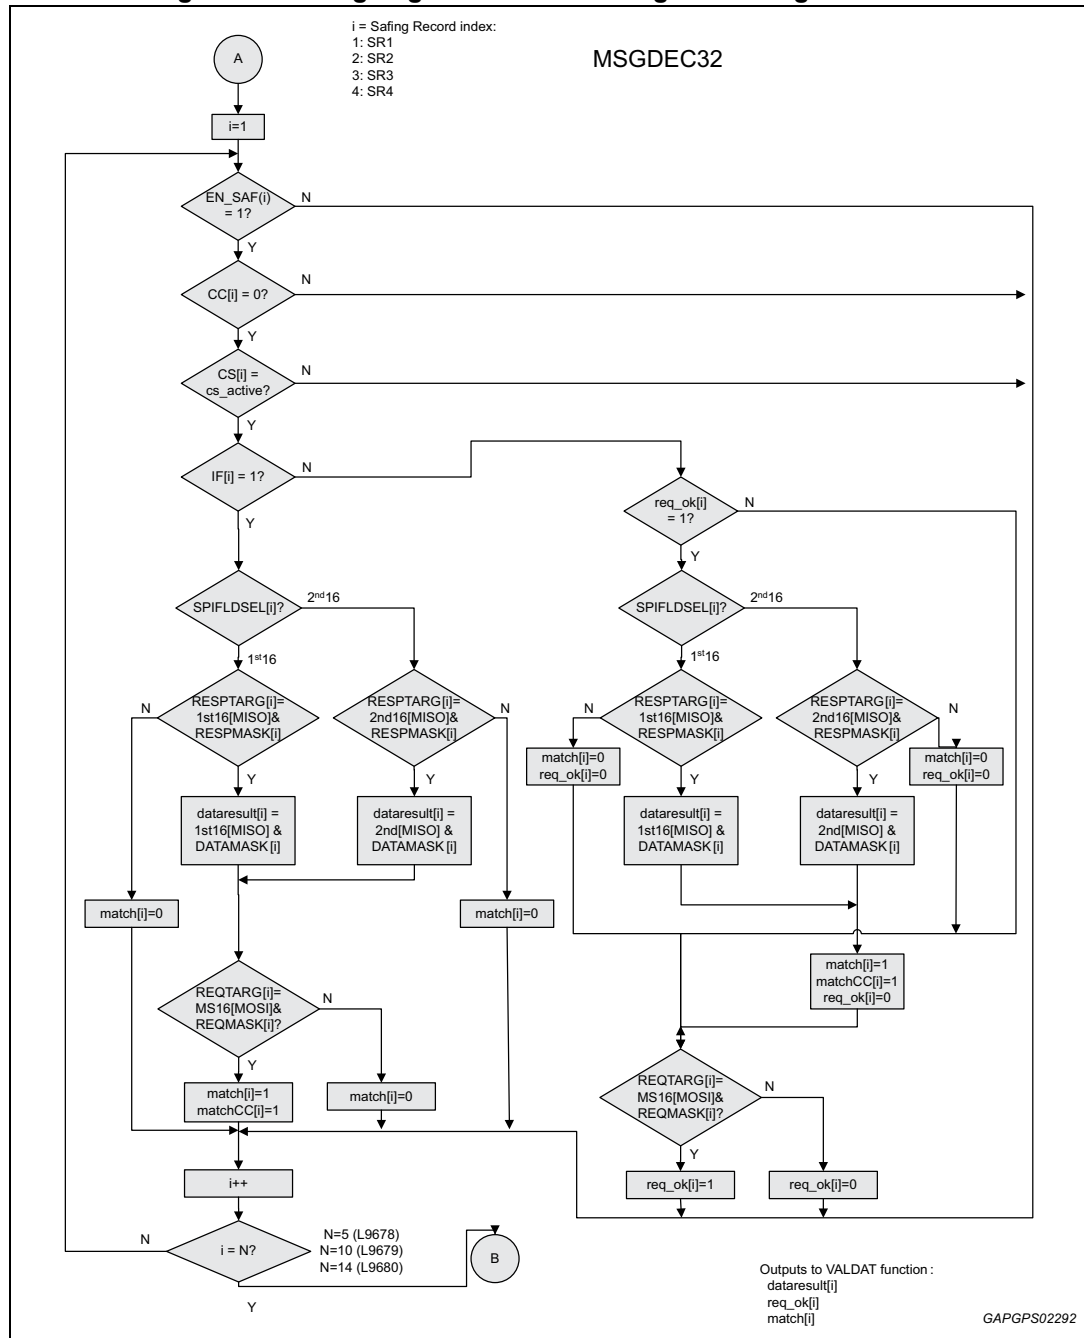 i = Safing Record index:
1: SR1
2: SR2
3: SR3
4: SR4
MSGDEC32
A
i=1
EN_SAF(i)
= 1?
N
Y
CC[i] = 0?
N
Y
CS[i] =
cs_active?
N
Y
IF[i] = 1?
N
Y
req_ok[i]
= 1?
N
Y
SPIFLDSEL[i]?
2nd16
1st16
SPIFLDSEL[i]?
2nd16
1st16
RESPTARG[i]=
1st16[MISO]&
RESPMASK[i]
N
Y
RESPTARG[i]=
2nd16[MISO]&
RESPMASK[i]
N
Y
RESPTARG[i]=
1st16[MISO]&
RESPMASK[i]
N
Y
RESPTARG[i]=
2nd16[MISO]&
RESPMASK[i]
N
Y
match[i]=0
req_ok[i]=0
match[i]=0
req_ok[i]=0
dataresult[i] =
1st16[MISO] &
DATAMASK[i]
dataresult[i] =
2nd[MISO] &
DATAMASK[i]
dataresult[i] =
1st16[MISO] &
DATAMASK[i]
dataresult[i] =
2nd[MISO] &
DATAMASK[i]
match[i]=0
match[i]=0
match[i]=1
matchCC[i]=1
req_ok[i]=0
REQTARG[i]=
MS16[MOSI]&
REQMASK[i]?
N
Y
match[i]=1
matchCC[i]=1
match[i]=0
REQTARG[i]=
MS16[MOSI]&
REQMASK[i]?
N
Y
req_ok[i]=1
req_ok[i]=0
i++
i = N?
N
Y
N=5 (L9678)
N=10 (L9679)
N=14 (L9680)
B
Outputs to VALDAT function :
dataresult[i]
req_ok[i]
match[i]
GAPGPS02292